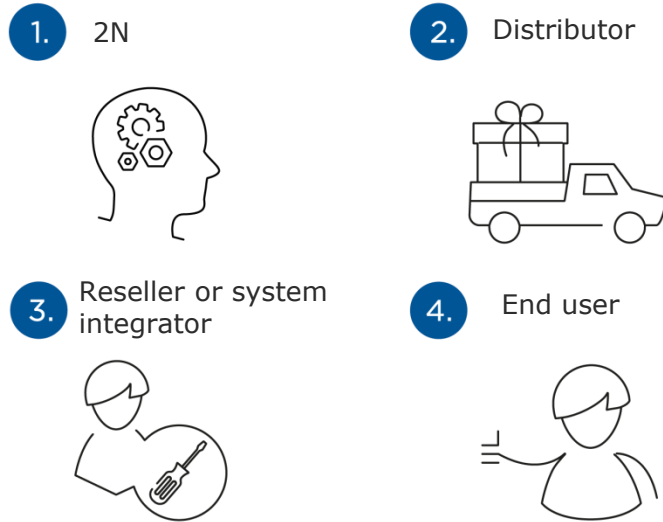 1. 2N
2. Distributor
3. Reseller or system
integrator
4. End user